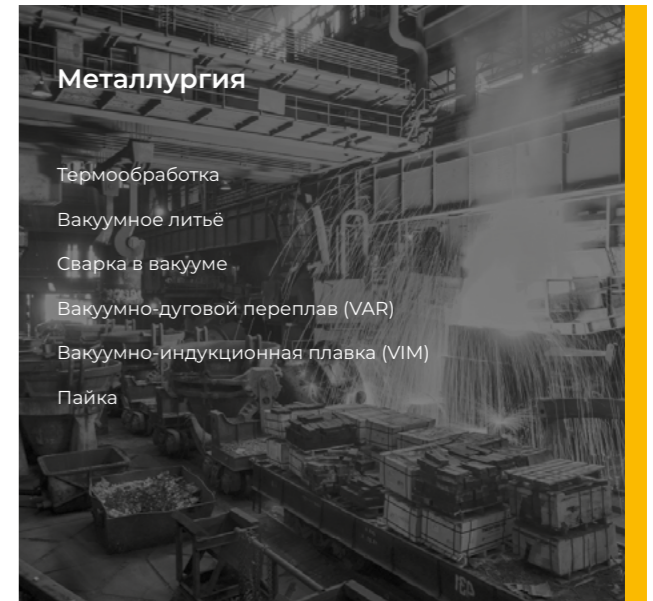 Металлургия
Термообработка
Вакуумное литьё
Сварка в вакууме
Вакуумно-дуговой переплав (VAR)
Вакуумно-индукционная плавка (VIM)
Пайка